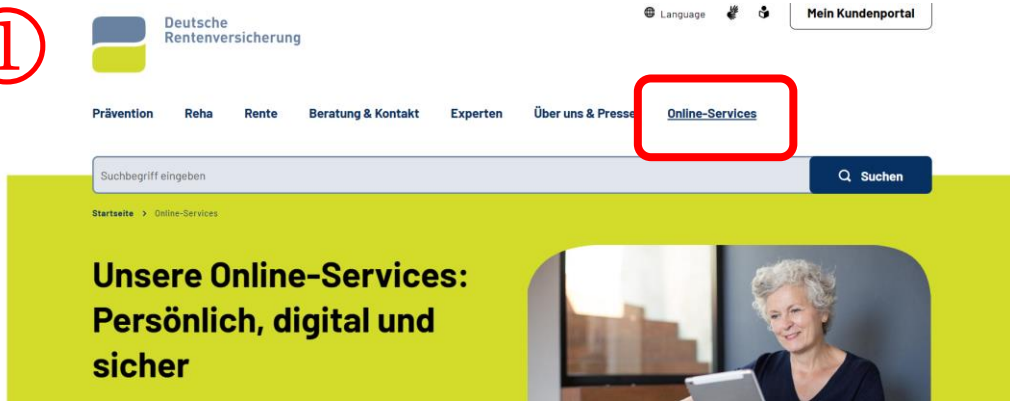 ①
Deutsche
Rentenversicherung
Language
Mein Kundenportal
Prävention Reha Rente Beratung & Kontakt Experten Über uns & Presse Online-Services
Suchbegriff eingeben
Suchen
Startseite > Online-Services
Unsere Online-Services:
Persönlich, digital und
sicher